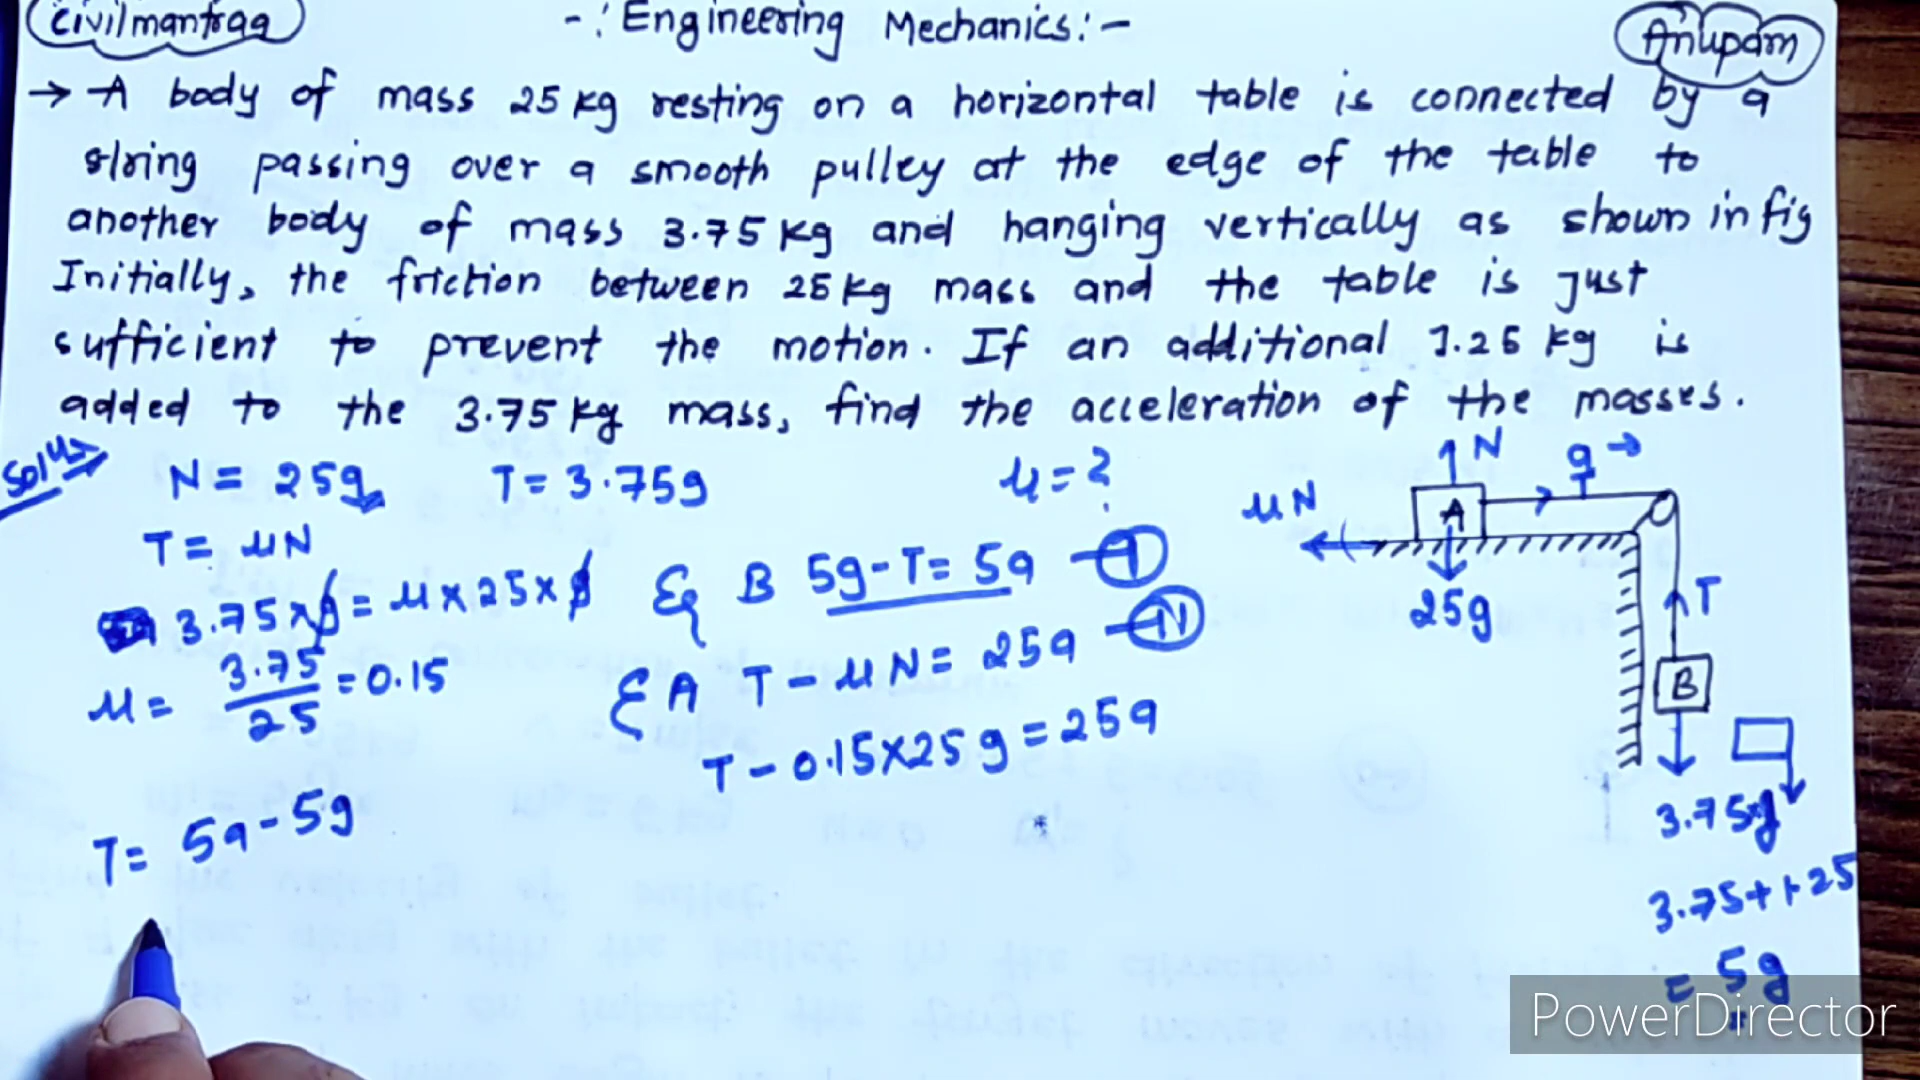 Civilmantraa
-: Engineering Mechanics: -
Anupam
→ A body of mass 25 kg resting on a horizontal table is connected by a
string passing over a smooth pulley at the edge of the table to
another body of mass 3.75 kg and hanging vertically as shown in fig
Initially, the friction between 25 kg mass and the table is just
sufficient to prevent the motion. If an additional 1.25 kg is
added to the 3.75 kg mass, find the acceleration of the masses.
Solⁿ
N = 25g T = 3.75g μ = ?
T = μN
3.75 × g = μ × 25 × g
μ = 3.75/25 = 0.15
T = 5a - 5g
B 5g - T = 5a - I
A T - μN = 25a - II
T - 0.15 × 25g = 25a
N
a →
μN
A
25g
T
B
3.75g
3.75 + 1.25
= 5g
PowerDirector